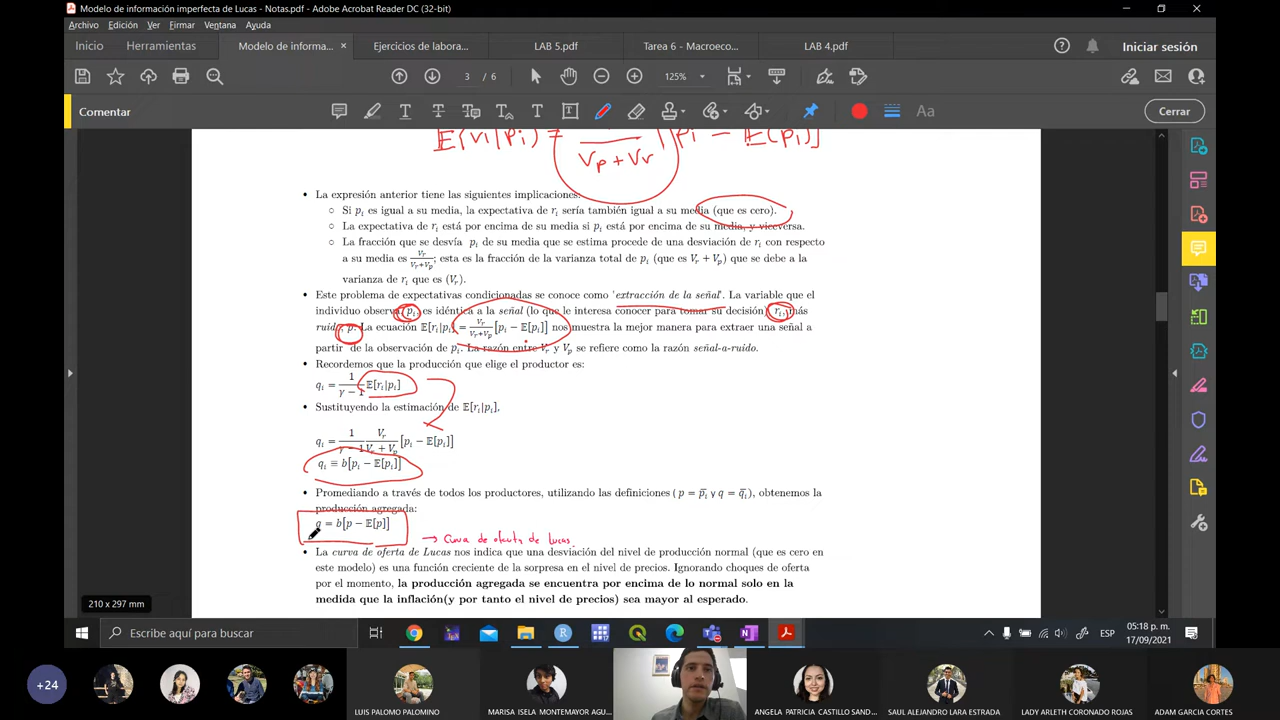 Modelo de información imperfecta de Lucas - Notas.pdf - Adobe Acrobat Reader DC (32-bit)
Archivo Edición Ver Firmar Ventana Ayuda
Inicio Herramientas Modelo de informa... × Ejercicios de labora... LAB 5.pdf Tarea 6 - Macroeco... LAB 4.pdf Iniciar sesión
3 / 6 125%
Comentar Aa Cerrar
𝔼(vi|pi) = Vp + Vr pi − 𝔼(pi)]
• La expresión anterior tiene las siguientes implicaciones:
○ Si pᵢ es igual a su media, la expectativa de rᵢ sería también igual a su media (que es cero).
○ La expectativa de rᵢ está por encima de su media si pᵢ está por encima de su media, y viceversa.
○ La fracción que se desvía pᵢ de su media que se estima procede de una desviación de rᵢ con respecto
a su media es Vr/(Vr+Vp); esta es la fracción de la varianza total de pᵢ (que es Vr + Vp) que se debe a la
varianza de rᵢ que es (Vr).
• Este problema de expectativas condicionadas se conoce como 'extracción de la señal'. La variable que el
individuo observa, pᵢ, es idéntica a la señal (lo que le interesa conocer para tomar su decisión) rᵢ, más
ruido, p. La ecuación 𝔼[rᵢ|pᵢ] = Vr/(Vr+Vp) [pᵢ − 𝔼[pᵢ]] nos muestra la mejor manera para extraer una señal a
partir de la observación de pᵢ. La razón entre Vr y Vp se refiere como la razón señal-a-ruido.
• Recordemos que la producción que elige el productor es:
qᵢ = 1/(γ − 1) 𝔼[rᵢ|pᵢ]
• Sustituyendo la estimación de 𝔼[rᵢ|pᵢ],
qᵢ = 1/(γ − 1) Vr/(Vr + Vp) [pᵢ − 𝔼[pᵢ]]
qᵢ ≡ b[pᵢ − 𝔼[pᵢ]]
• Promediando a través de todos los productores, utilizando las definiciones (p = p̄ᵢ y q = q̄ᵢ), obtenemos la
producción agregada:
q = b[p − 𝔼[p]]
→ Curva de oferta de lucas.
• La curva de oferta de Lucas nos indica que una desviación del nivel de producción normal (que es cero en
este modelo) es una función creciente de la sorpresa en el nivel de precios. Ignorando choques de oferta
por el momento, la producción agregada se encuentra por encima de lo normal solo en la
medida que la inflación(y por tanto el nivel de precios) sea mayor al esperado.
210 x 297 mm
Escribe aquí para buscar ESP 05:18 p. m.
17/09/2021
+24
LUIS PALOMO PALOMINO MARISA ISELA MONTEMAYOR AGU... ANGELA PATRICIA CASTILLO SAND... SAUL ALEJANDRO LARA ESTRADA LADY ARLETH CORONADO ROJAS ADAM GARCIA CORTES